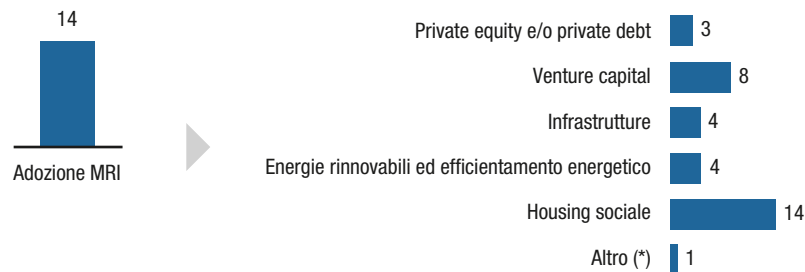 14
Adozione MRI
Private equity e/o private debt 3
Venture capital 8
Infrastrutture 4
Energie rinnovabili ed efficientamento energetico 4
Housing sociale 14
Altro (*) 1